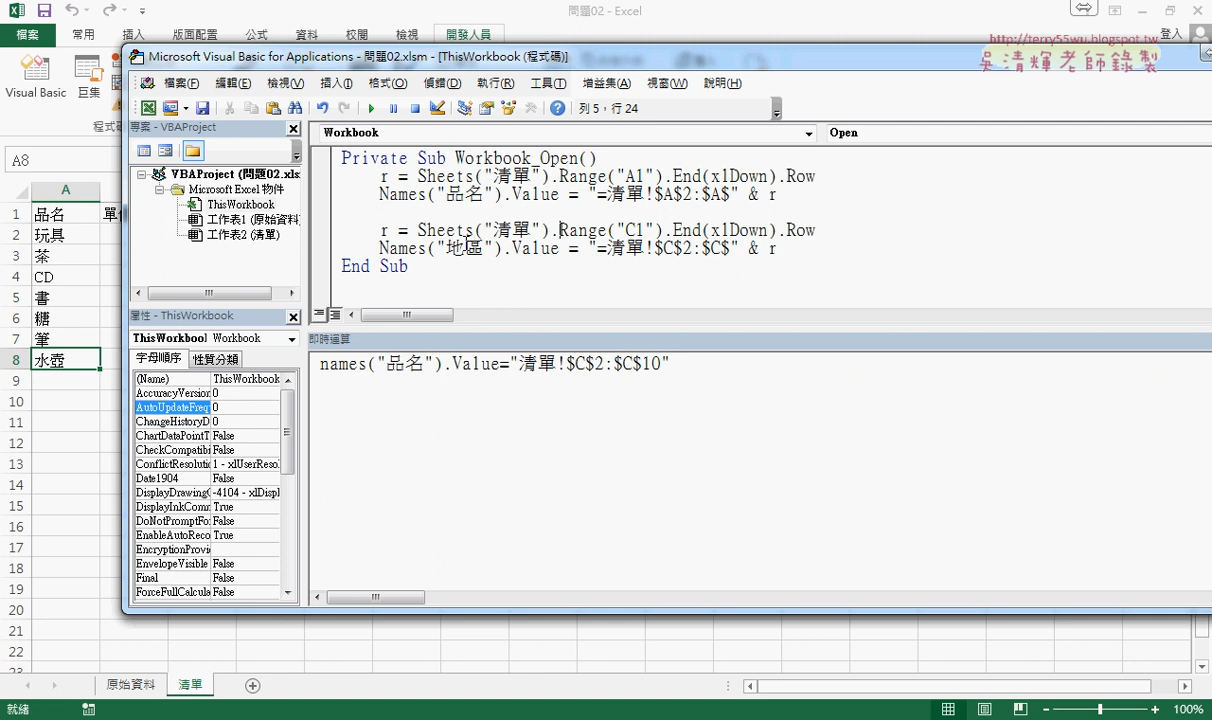 問題02 - Excel
檔案 常用 插入 版面配置 公式 資料 校閱 檢視 開發人員 登入
http://terry55wu.blogspot.tw
吳清輝老師錄製
Microsoft Visual Basic for Applications - 問題02.xlsm - [ThisWorkbook (程式碼)]
檔案(F) 編輯(E) 檢視(V) 插入(I) 格式(O) 偵錯(D) 執行(R) 工具(T) 增益集(A) 視窗(W) 說明(H)
Visual Basic 巨集
列 5，行 24
專案 - VBAProject
Workbook Open
VBAProject (問題02.xls
Microsoft Excel 物件
ThisWorkbook
工作表1 (原始資料)
工作表2 (清單)
Private Sub Workbook_Open()
r = Sheets("清單").Range("A1").End(xlDown).Row
Names("品名").Value = "=清單!$A$2:$A$" & r
r = Sheets("清單").Range("C1").End(xlDown).Row
Names("地區").Value = "=清單!$C$2:$C$" & r
End Sub
屬性 - ThisWorkbook
ThisWorkbool Workbook
字母順序 性質分類
(Name) ThisWorkbook
AccuracyVersion 0
AutoUpdateFreq 0
ChangeHistoryD 0
ChartDataPointT False
CheckCompatibi False
ConflictResolutio 1 - xlUserReso
Date1904 False
DisplayDrawingO -4104 - xlDispl
DisplayInkComm True
DoNotPromptFo False
EnableAutoReco True
EncryptionProvi
EnvelopeVisible False
Final False
ForceFullCalcula False
即時運算
names("品名").Value="清單!$C$2:$C$10"
A8
A
1 品名
2 玩具
3 茶
4 CD
5 書
6 糖
7 筆
8 水壺
9
10
11
12
13
14
15
16
17
18
19
20
21
22
原始資料 清單
就緒 100%